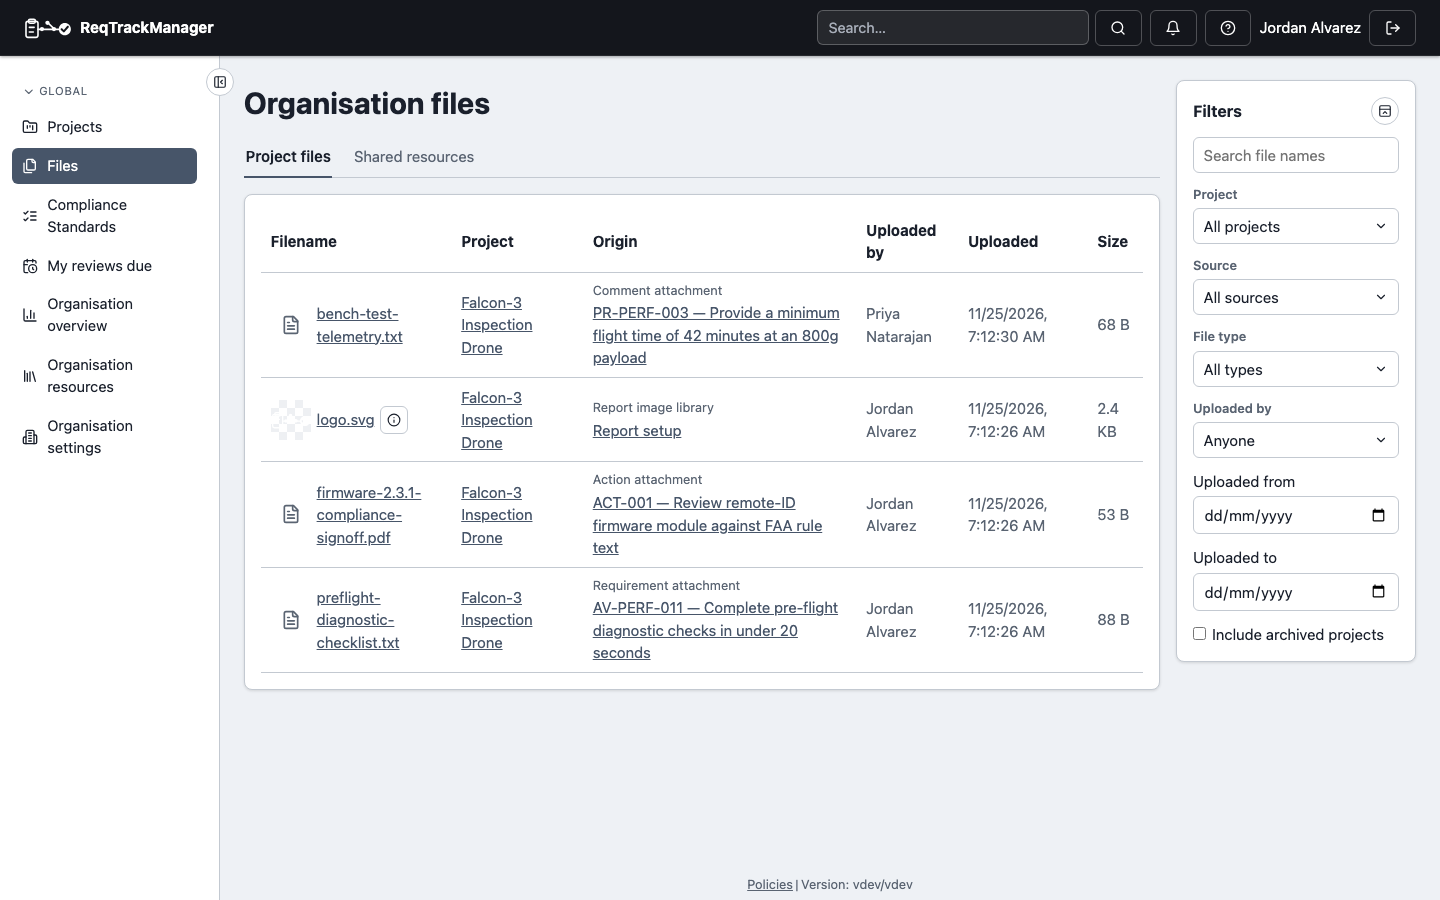 ReqTrackManager
Search...
Jordan Alvarez
GLOBAL
Projects
Files
Compliance
Standards
My reviews due
Organisation
overview
Organisation
resources
Organisation
settings
Organisation files
Project files
Shared resources
Filename
Project
Origin
Uploaded
by
Uploaded
Size
bench-test-
telemetry.txt
Falcon-3
Inspection
Drone
Comment attachment
PR-PERF-003 — Provide a minimum
flight time of 42 minutes at an 800g
payload
Priya
Natarajan
11/25/2026,
7:12:30 AM
68 B
logo.svg
Falcon-3
Inspection
Drone
Report image library
Report setup
Jordan
Alvarez
11/25/2026,
7:12:26 AM
2.4
KB
firmware-2.3.1-
compliance-
signoff.pdf
Falcon-3
Inspection
Drone
Action attachment
ACT-001 — Review remote-ID
firmware module against FAA rule
text
Jordan
Alvarez
11/25/2026,
7:12:26 AM
53 B
preflight-
diagnostic-
checklist.txt
Falcon-3
Inspection
Drone
Requirement attachment
AV-PERF-011 — Complete pre-flight
diagnostic checks in under 20
seconds
Jordan
Alvarez
11/25/2026,
7:12:26 AM
88 B
Filters
Search file names
Project
All projects
Source
All sources
File type
All types
Uploaded by
Anyone
Uploaded from
dd/mm/yyyy
Uploaded to
dd/mm/yyyy
Include archived projects
Policies | Version: vdev/vdev